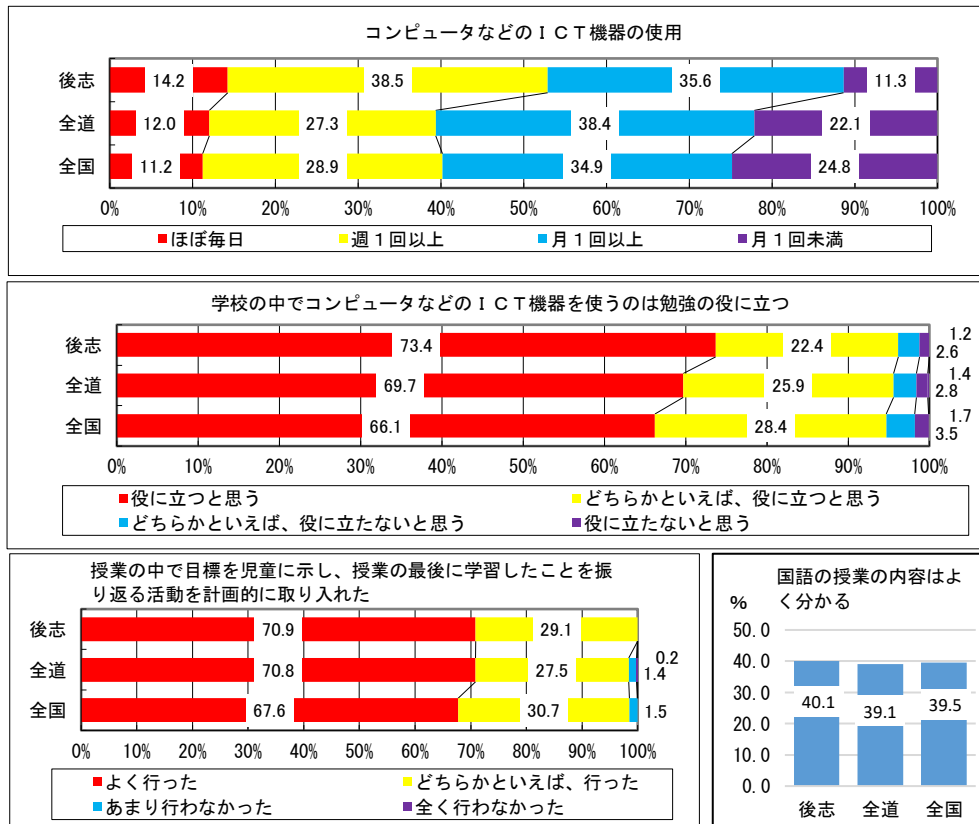 コンピュータなどのＩＣＴ機器の使用
後志 14.2 38.5 35.6 11.3
全道 12.0 27.3 38.4 22.1
全国 11.2 28.9 34.9 24.8
0% 10% 20% 30% 40% 50% 60% 70% 80% 90% 100%
ほぼ毎日 週１回以上 月１回以上 月１回未満
学校の中でコンピュータなどのＩＣＴ機器を使うのは勉強の役に立つ
後志 73.4 22.4 2.6 1.2
全道 69.7 25.9 2.8 1.4
全国 66.1 28.4 3.5 1.7
0% 10% 20% 30% 40% 50% 60% 70% 80% 90% 100%
役に立つと思う どちらかといえば、役に立つと思う
どちらかといえば、役に立たないと思う 役に立たないと思う
授業の中で目標を児童に示し、授業の最後に学習したことを振
り返る活動を計画的に取り入れた
後志 70.9 29.1
全道 70.8 27.5 1.4 0.2
全国 67.6 30.7 1.5
0% 10% 20% 30% 40% 50% 60% 70% 80% 90% 100%
よく行った どちらかといえば、行った
あまり行わなかった 全く行わなかった
国語の授業の内容はよ
く分かる
%
50.0
40.0
30.0
20.0
10.0
0.0
40.1 39.1 39.5
後志 全道 全国